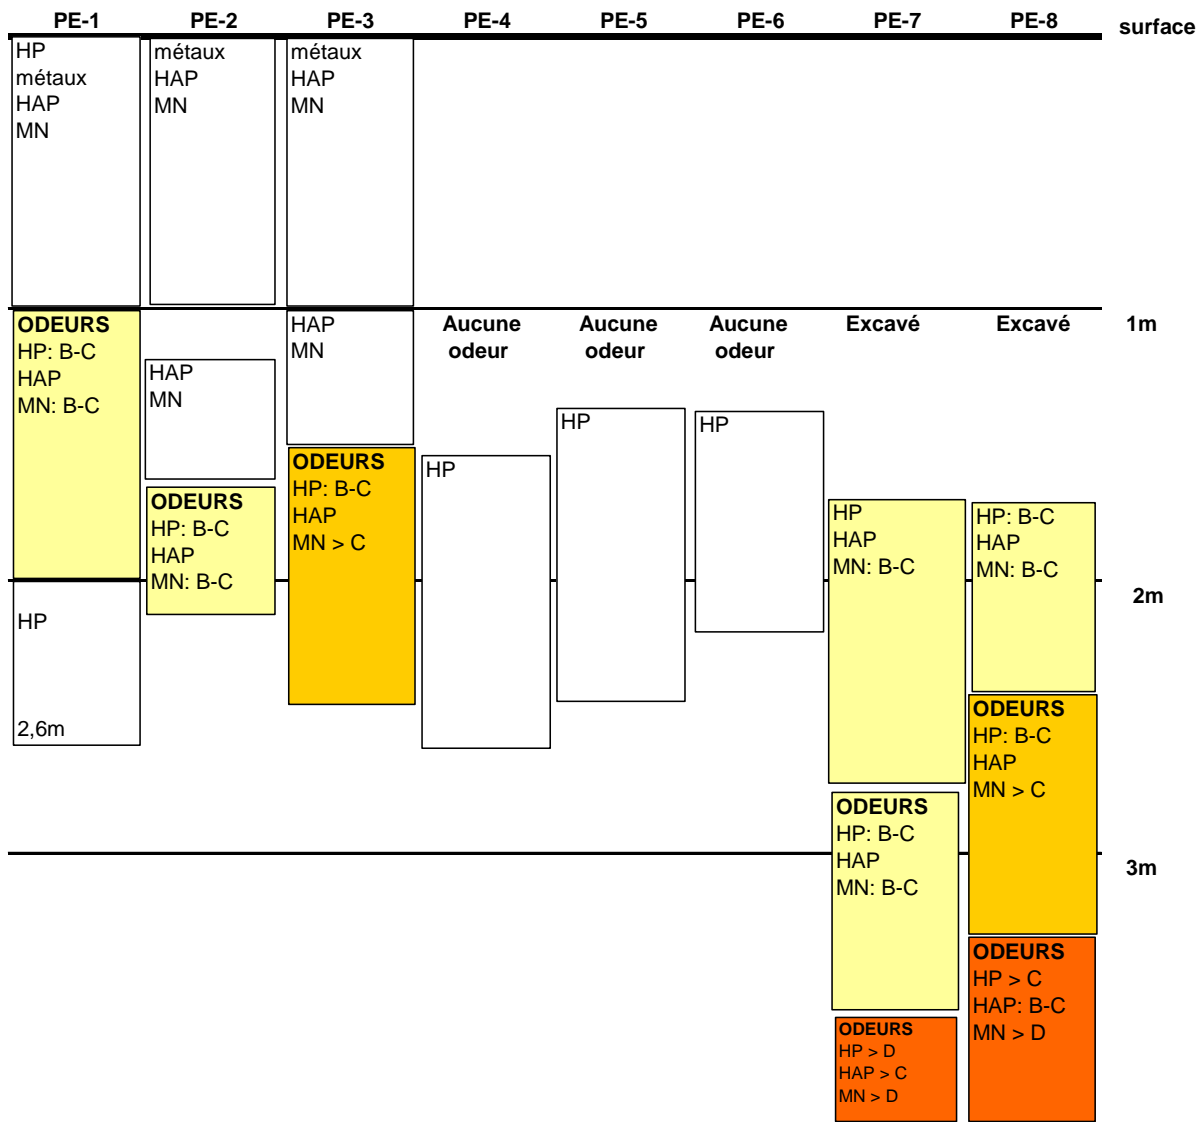 PE-1 PE-2 PE-3 PE-4 PE-5 PE-6 PE-7 PE-8
surface
HP
métaux
HAP
MN
métaux
HAP
MN
métaux
HAP
MN
1m
ODEURS
HP: B-C
HAP
MN: B-C
HP
2,6m
HAP
MN
ODEURS
HP: B-C
HAP
MN: B-C
HAP
MN
ODEURS
HP: B-C
HAP
MN > C
Aucune
odeur
HP
Aucune
odeur
HP
Aucune
odeur
HP
Excavé
HP
HAP
MN: B-C
ODEURS
HP: B-C
HAP
MN: B-C
ODEURS
HP > D
HAP > C
MN > D
Excavé
HP: B-C
HAP
MN: B-C
ODEURS
HP: B-C
HAP
MN > C
ODEURS
HP > C
HAP: B-C
MN > D
2m
3m